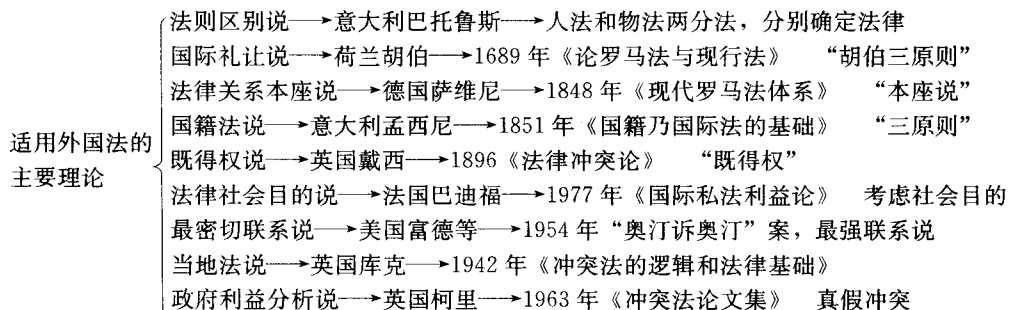 适用外国法的
主要理论
法则区别说→意大利巴托鲁斯→人法和物法两分法，分别确定法律
国际礼让说→荷兰胡伯→1689年《论罗马法与现行法》 “胡伯三原则”
法律关系本座说→德国萨维尼→1848年《现代罗马法体系》 “本座说”
国籍法说→意大利孟西尼→1851年《国籍乃国际法的基础》 “三原则”
既得权说→英国戴西→1896《法律冲突论》 “既得权”
法律社会目的说→法国巴迪福→1977年《国际私法利益论》 考虑社会目的
最密切联系说→美国富德等→1954年“奥汀诉奥汀”案，最强联系说
当地法说→英国库克→1942年《冲突法的逻辑和法律基础》
政府利益分析说→英国柯里→1963年《冲突法论文集》 真假冲突